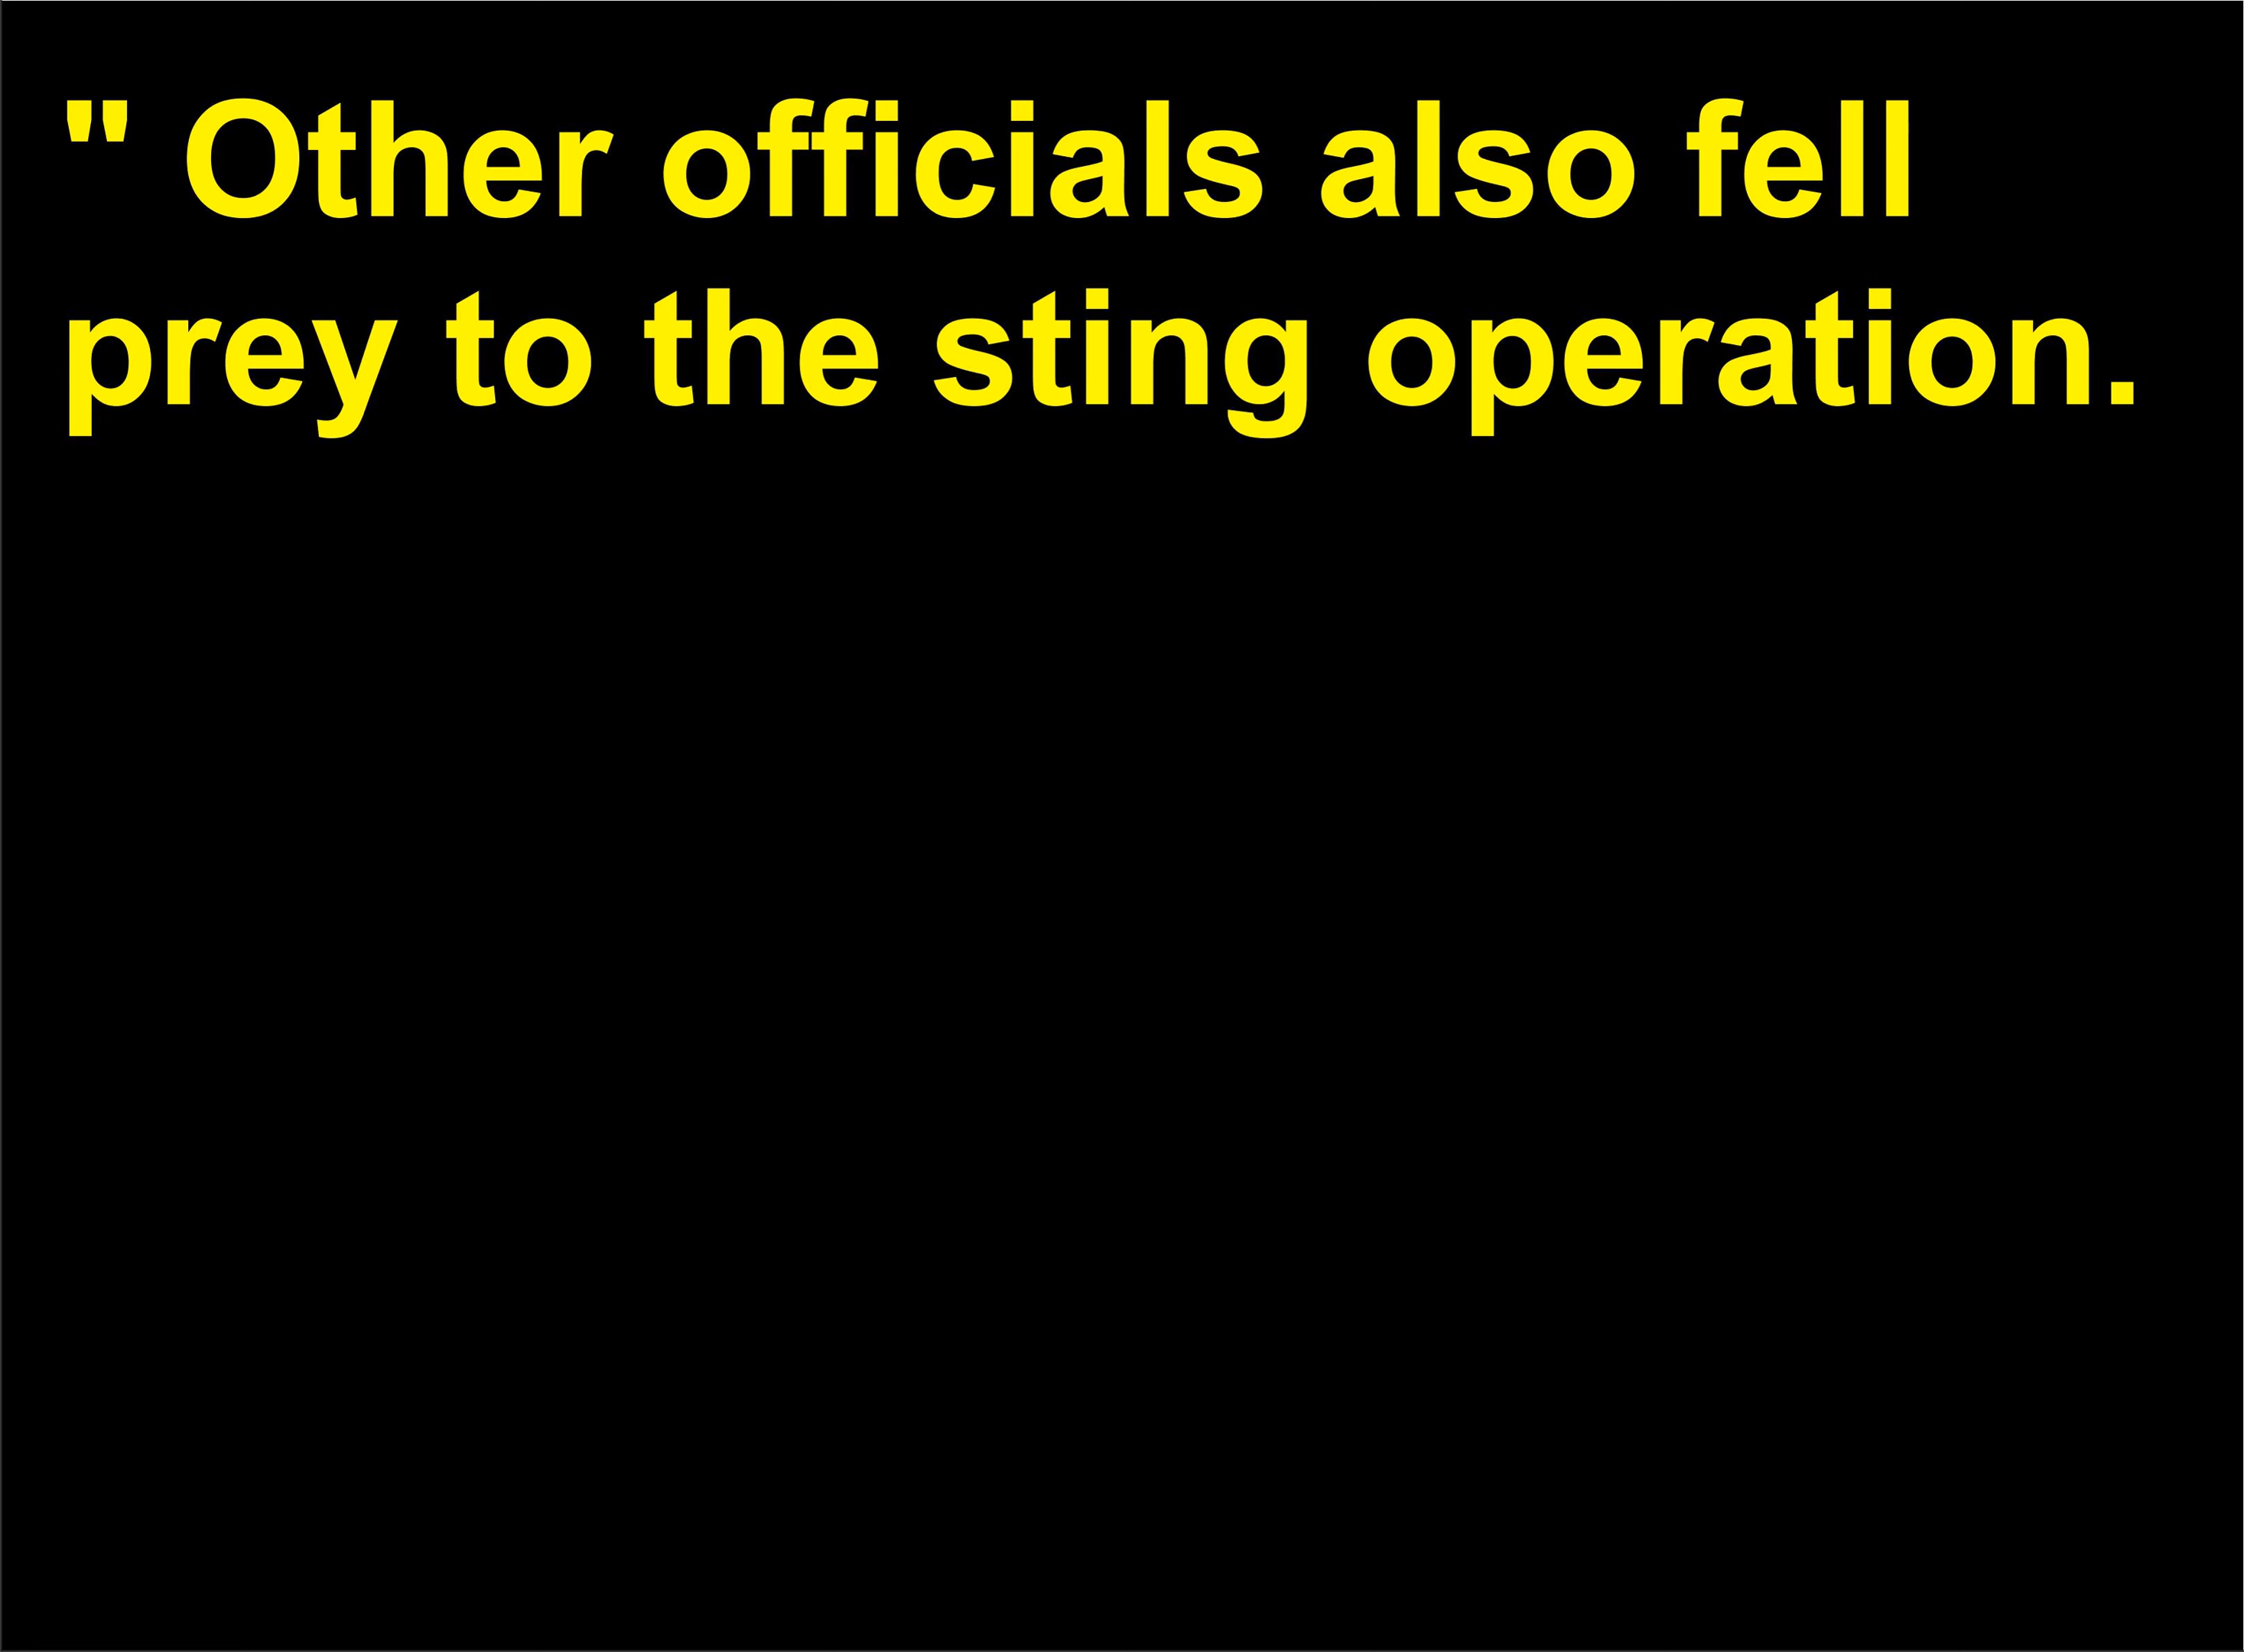 " Other officials also fell
prey to the sting operation.